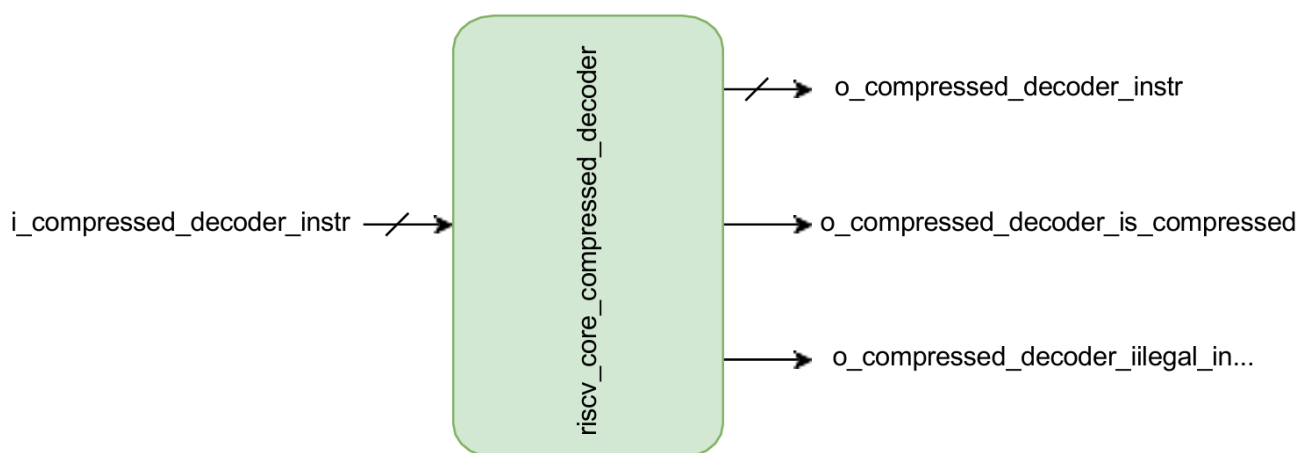 riscv_core_compressed_decoder
i_compressed_decoder_instr
o_compressed_decoder_instr
o_compressed_decoder_is_compressed
o_compressed_decoder_iilegal_in...